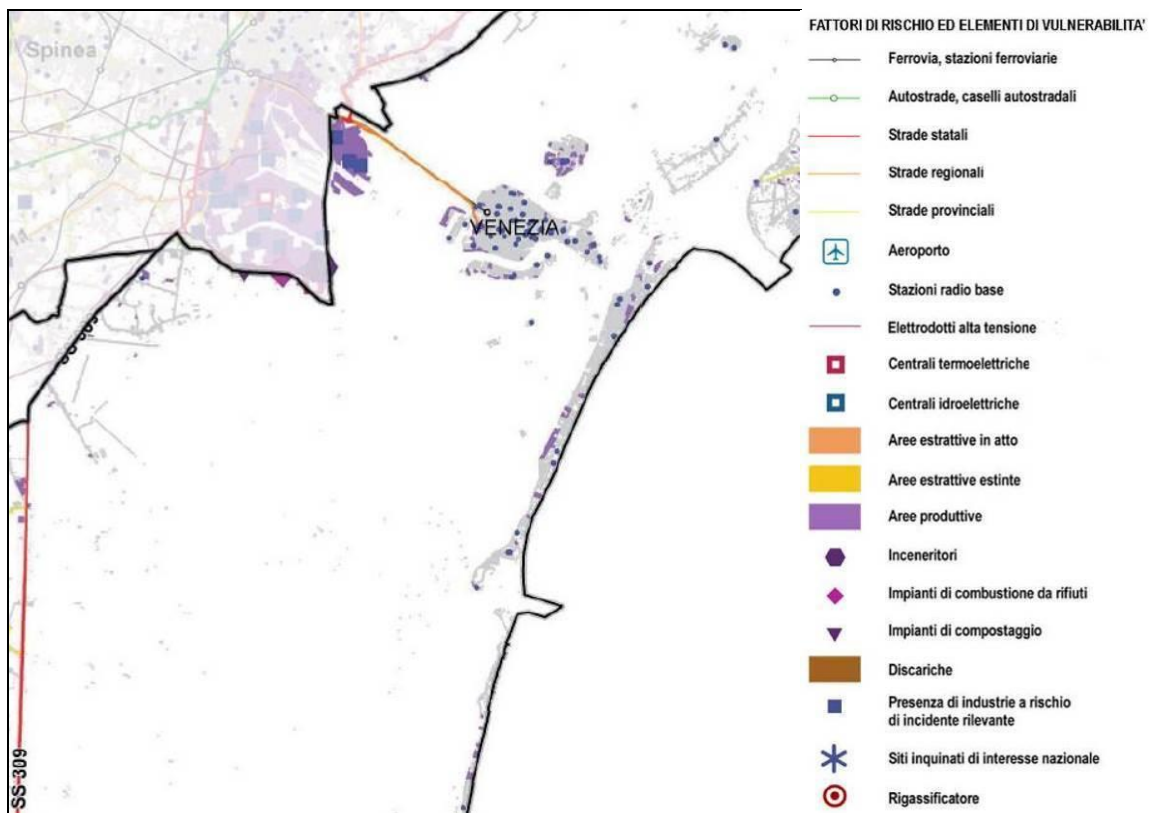 Spinea
VENEZIA
SS-309
FATTORI DI RISCHIO ED ELEMENTI DI VULNERABILITA'
Ferrovia, stazioni ferroviarie
Autostrade, caselli autostradali
Strade statali
Strade regionali
Strade provinciali
Aeroporto
Stazioni radio base
Elettrodotti alta tensione
Centrali termoelettriche
Centrali idroelettriche
Aree estrattive in atto
Aree estrattive estinte
Aree produttive
Inceneritori
Impianti di combustione da rifiuti
Impianti di compostaggio
Discariche
Presenza di industrie a rischio
di incidente rilevante
Siti inquinati di interesse nazionale
Rigassificatore